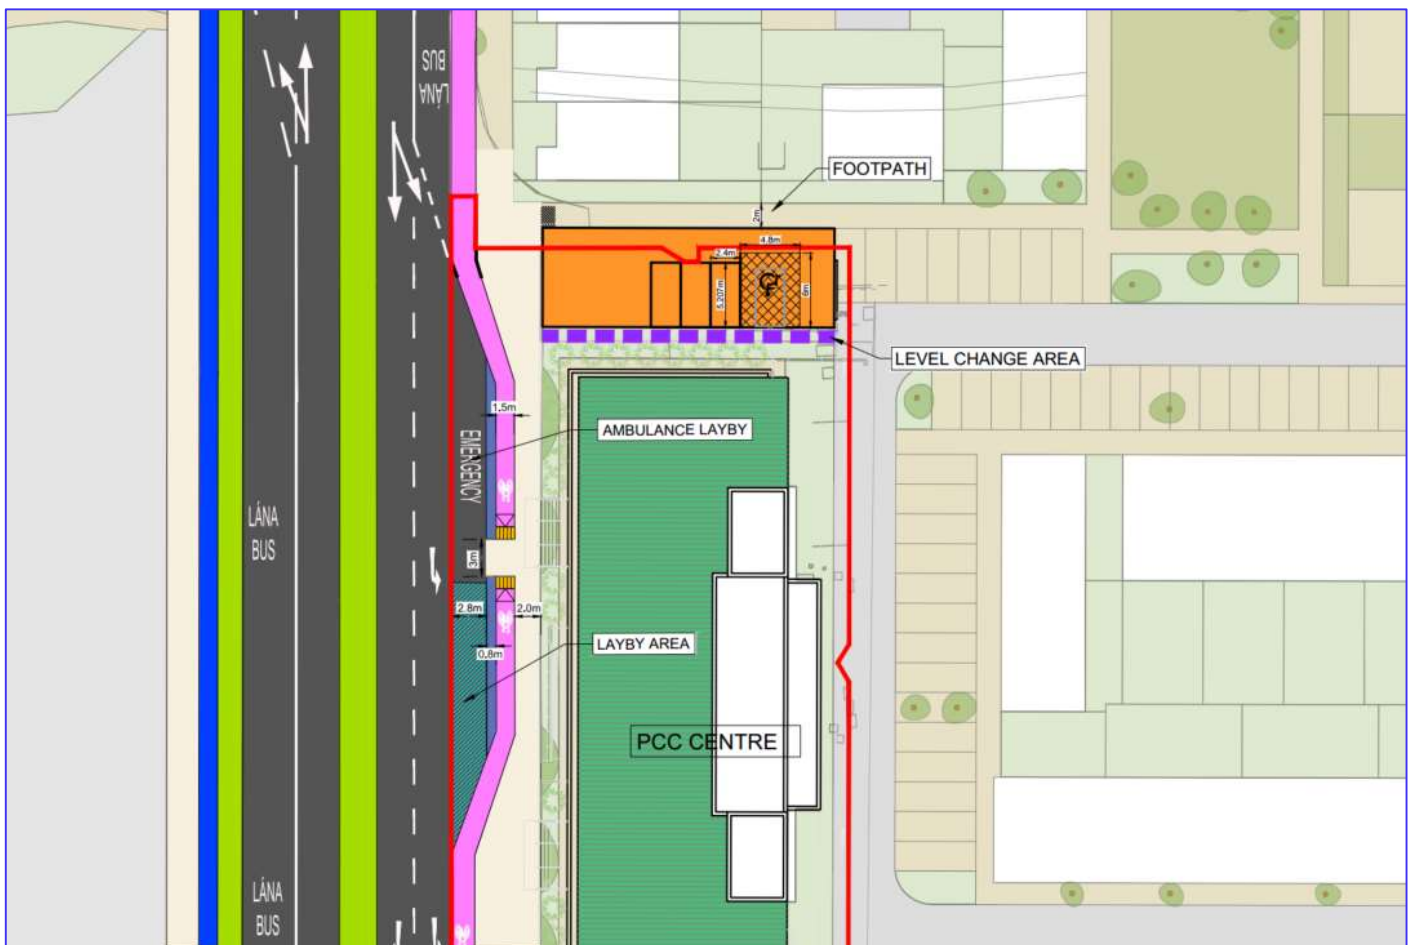 BUS
LÁNA
FOOTPATH
2m
4.8m
2.4m
5.207m
6m
LEVEL CHANGE AREA
1.5m
AMBULANCE LAYBY
EMERGENCY
LÁNA
BUS
3m
2.8m
2.0m
0.8m
LAYBY AREA
PCC CENTRE
LÁNA
BUS